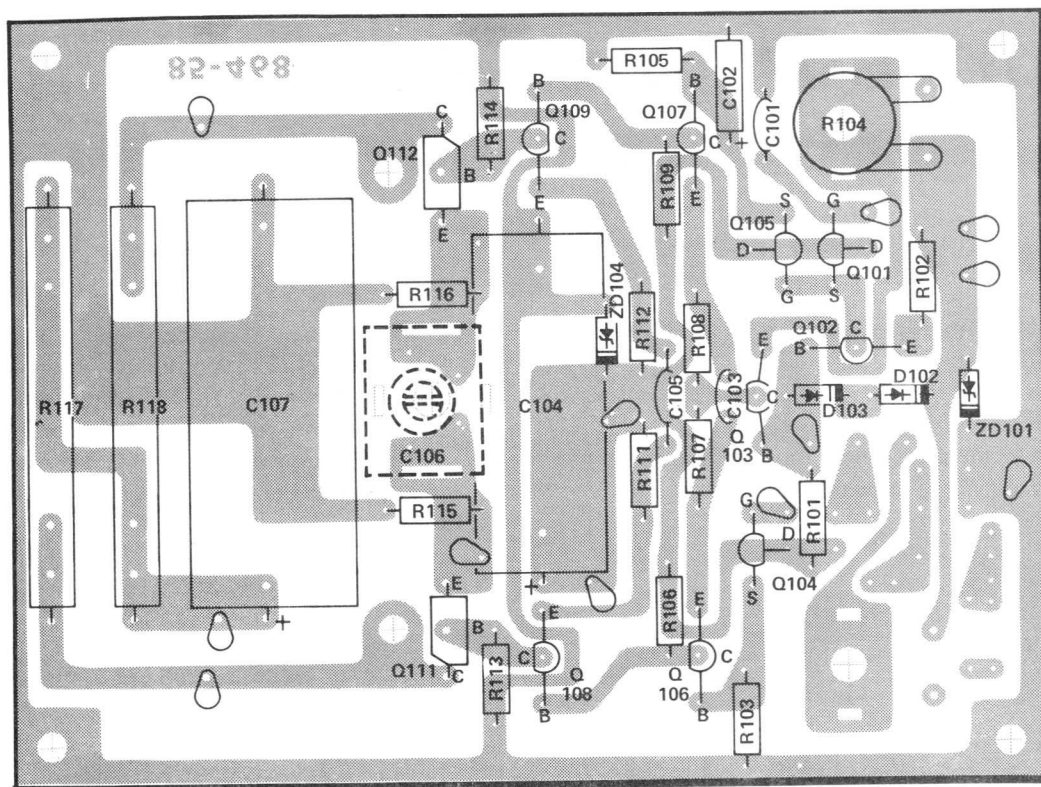 85-468
R105
C102
+
C101
R104
R114
B
Q109
C
E
B
Q107
C
E
C
Q112
B
E
R109
S
G
Q105
D
D
Q101
G
S
R102
R116
ZD104
R112
R108
Q102
C
B
E
E
C
Q
103
B
R117
R118
C107
+
C106
C104
+
C105
C103
D103
D102
ZD101
R111
R107
R115
G
D
Q104
S
R101
E
B
Q111
C
R113
E
C
Q
108
B
R106
E
C
Q
106
B
R103